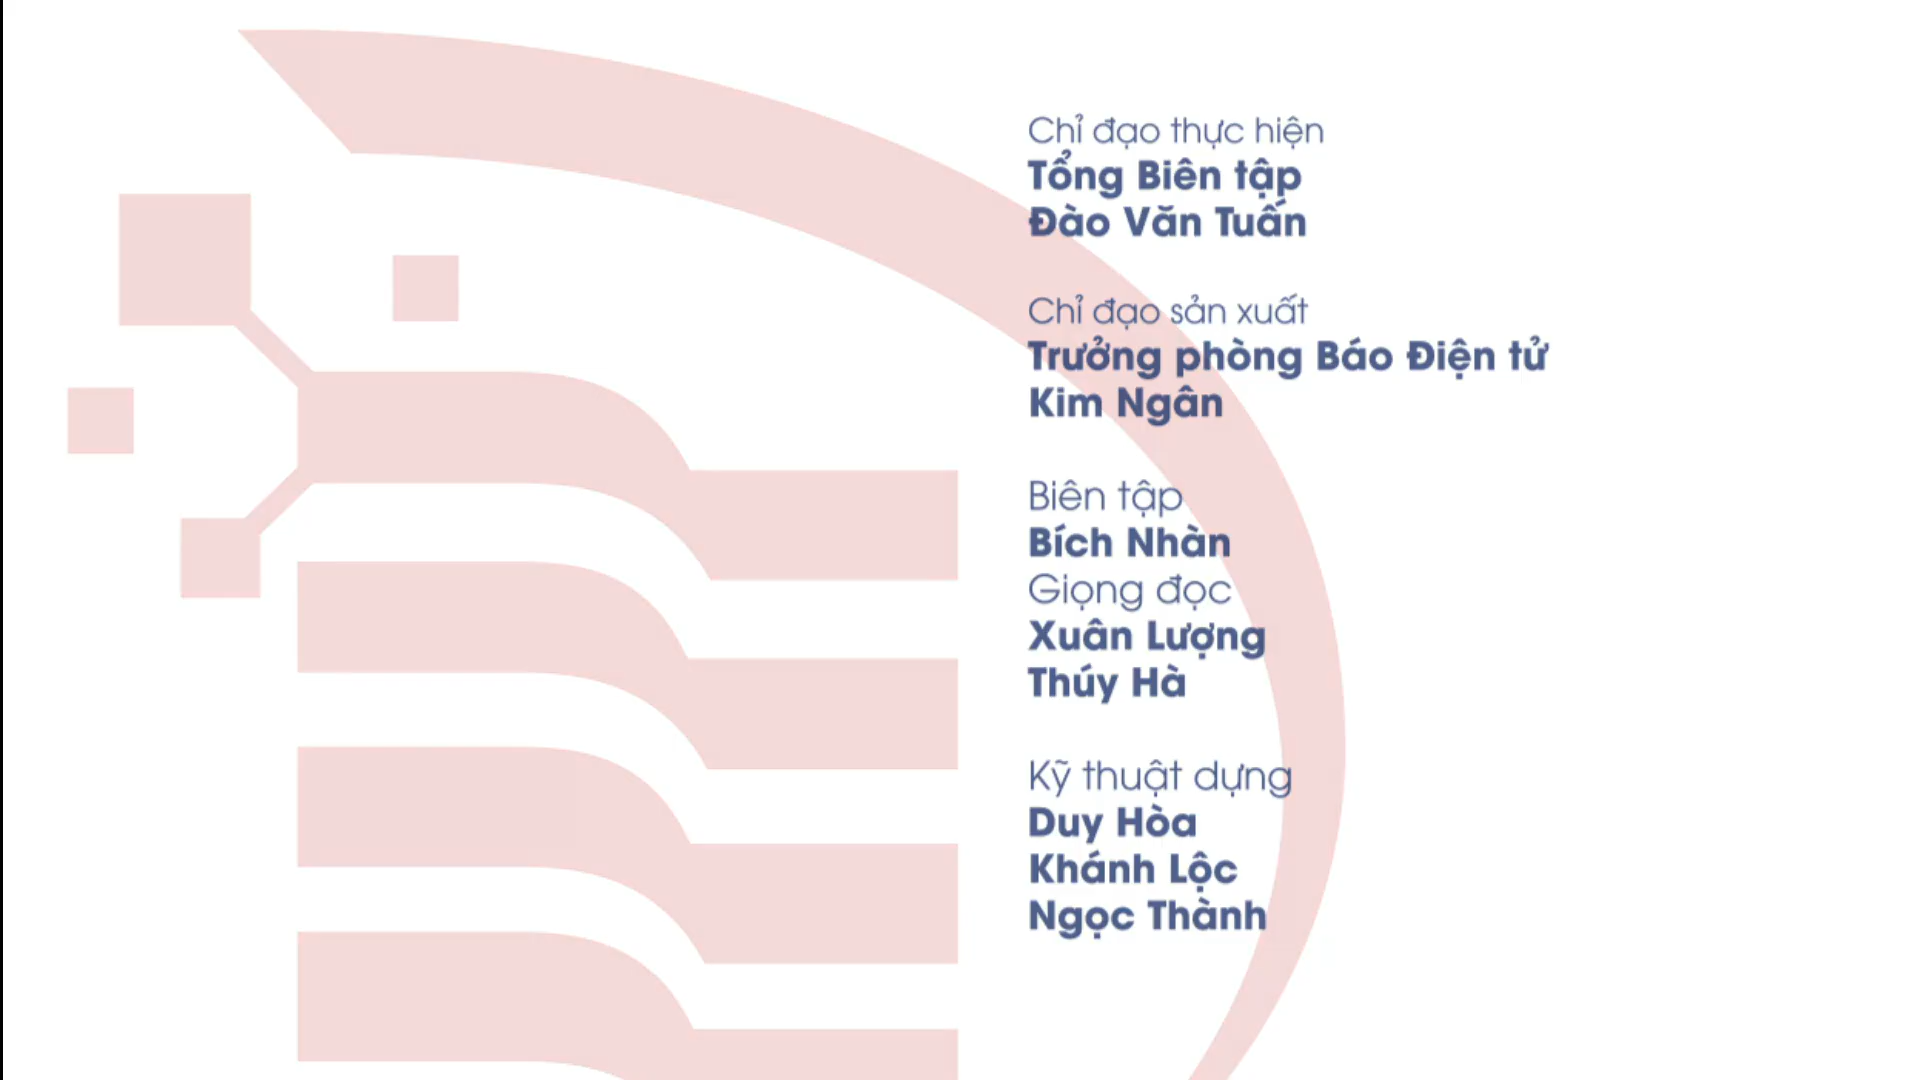 Chỉ đạo thực hiện
Tổng Biên tập
Đào Văn Tuấn
Chỉ đạo sản xuất
Trưởng phòng Báo Điện tử
Kim Ngân
Biên tập
Bích Nhàn
Giọng đọc
Xuân Lượng
Thúy Hà
Kỹ thuật dựng
Duy Hòa
Khánh Lộc
Ngọc Thành